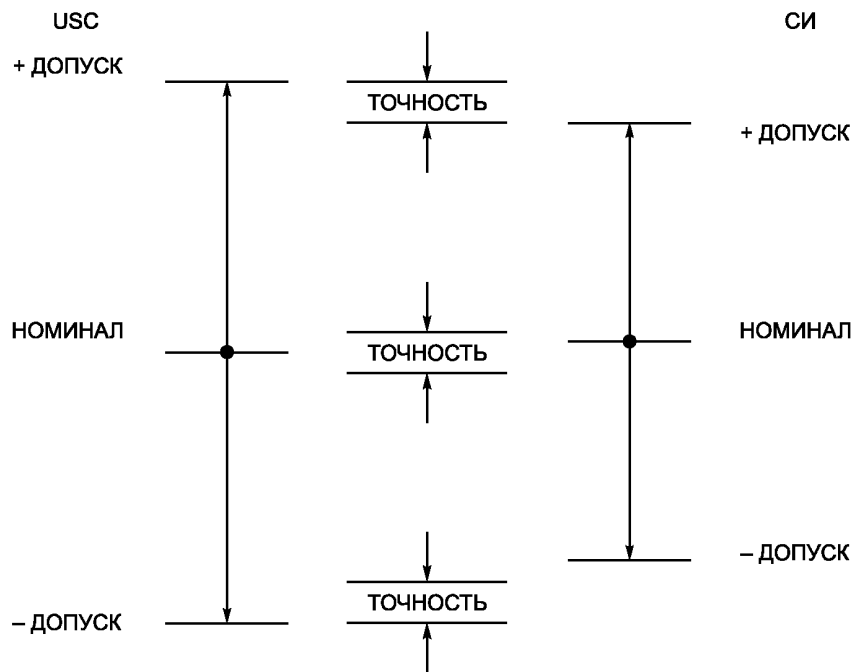 USC
СИ
+ ДОПУСК
ТОЧНОСТЬ
+ ДОПУСК
НОМИНАЛ
ТОЧНОСТЬ
НОМИНАЛ
– ДОПУСК
ТОЧНОСТЬ
– ДОПУСК